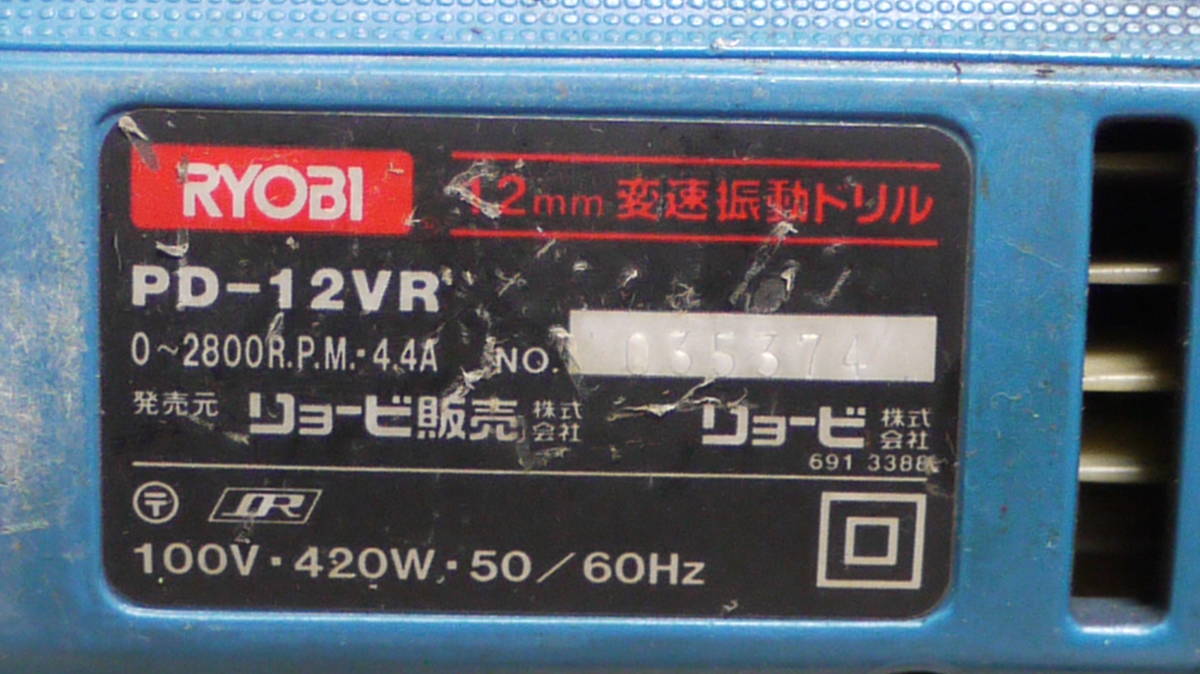 RYOBI
12mm 変速振動ドリル
PD-12VR
0~2800R.P.M.・4.4A NO. 035374
発売元 リョービ販売株式会社 リョービ株式会社
691 3388
〒 DR
100V・420W・50/60Hz